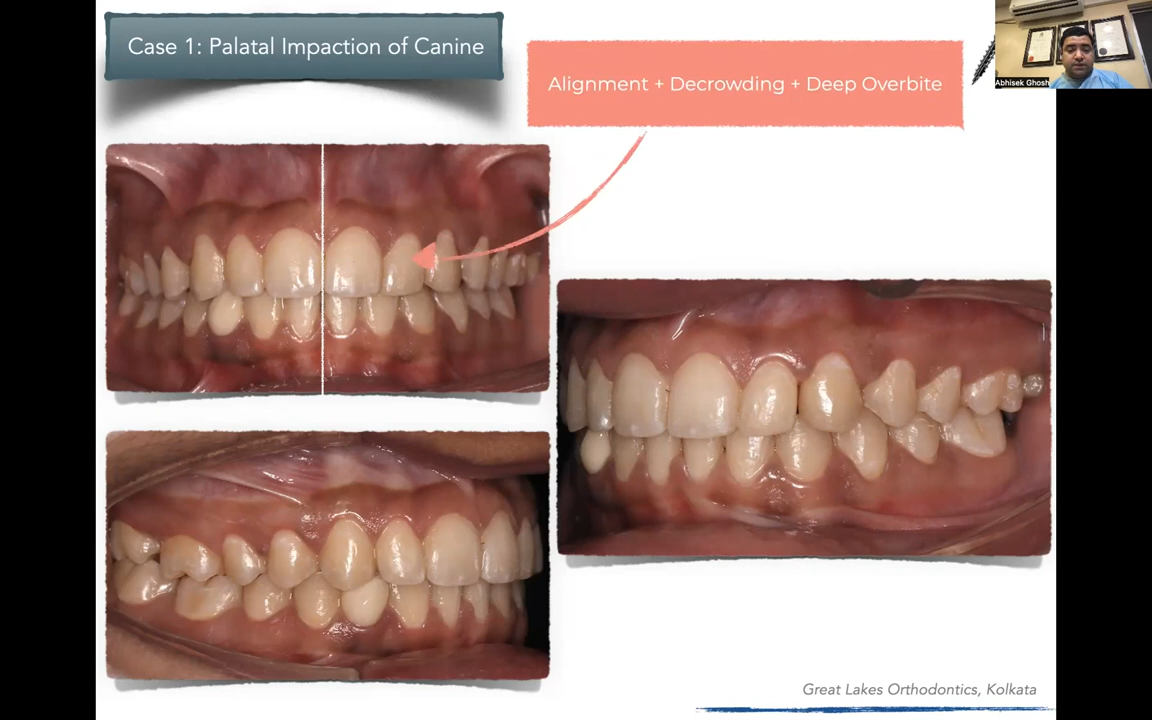 Case 1: Palatal Impaction of Canine
Alignment + Decrowding + Deep Overbite
Abhisek Ghosh
Great Lakes Orthodontics, Kolkata